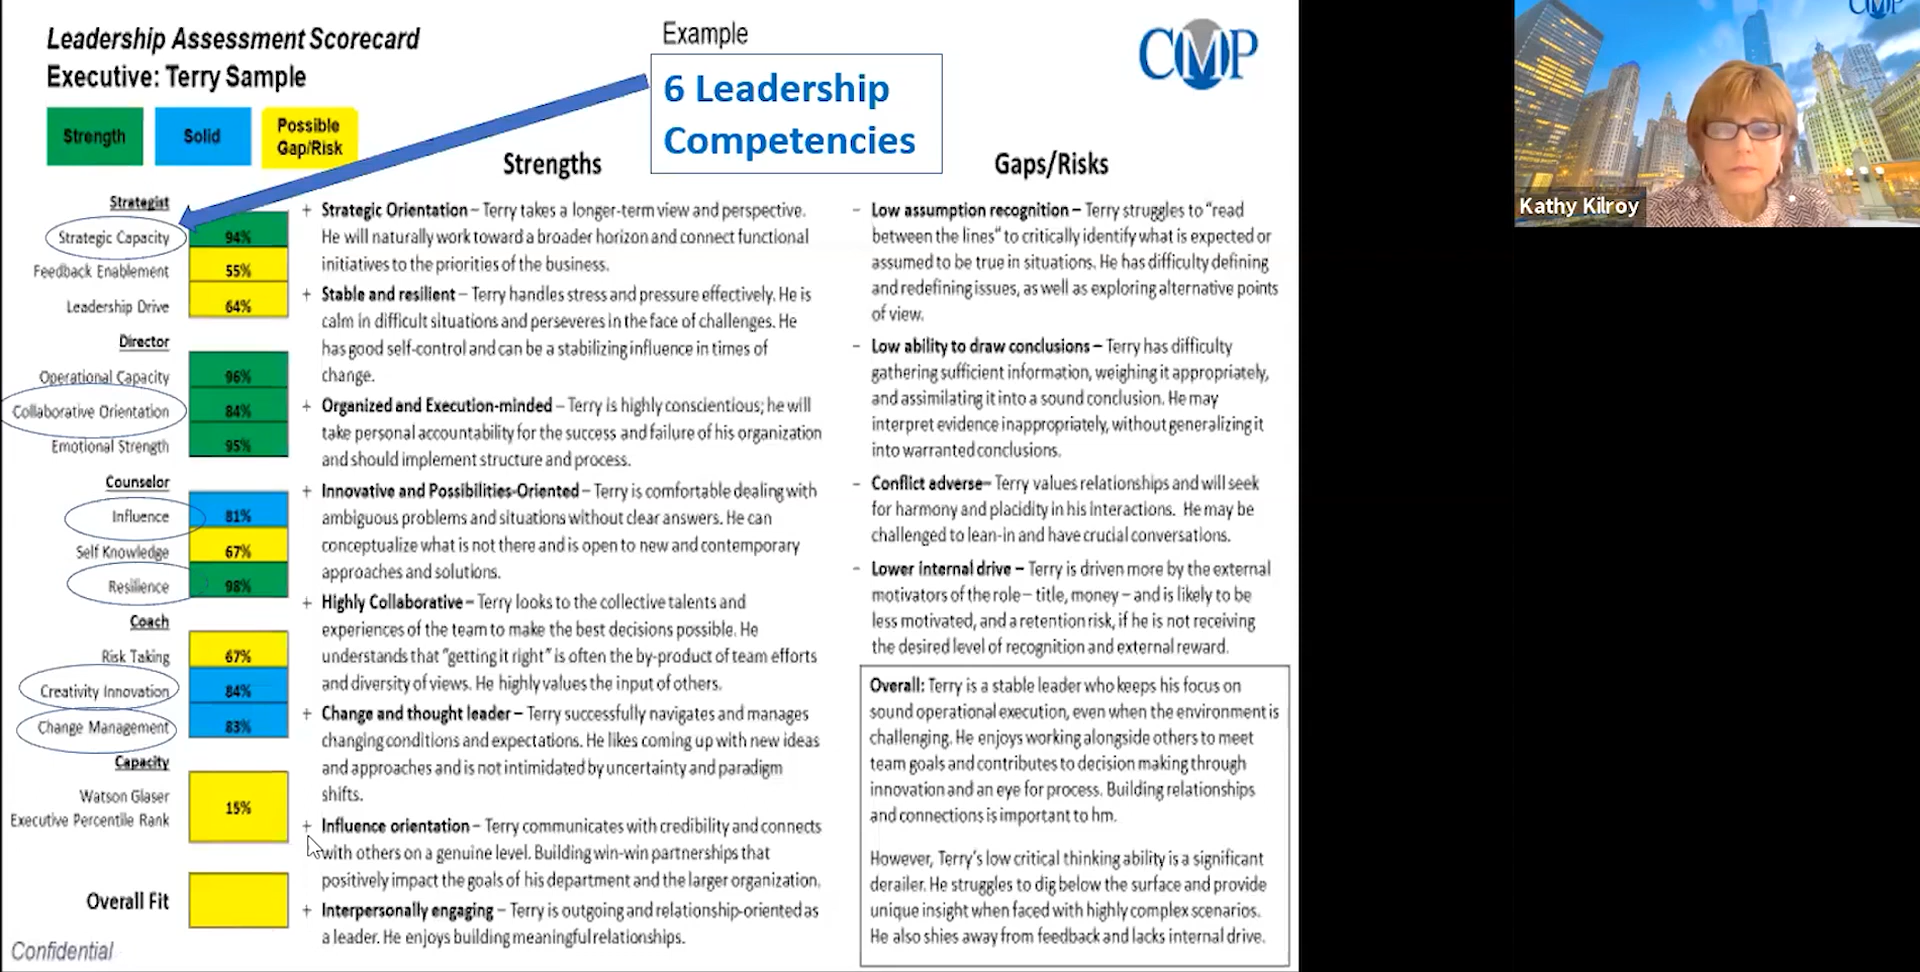 Leadership Assessment Scorecard
Executive: Terry Sample
Example
6 Leadership
Competencies
CMP
CMP
Kathy Kilroy
Strength
Solid
Possible
Gap/Risk
Strategist
Strategic Capacity 94%
Feedback Enablement 55%
Leadership Drive 64%
Director
Operational Capacity 96%
Collaborative Orientation 84%
Emotional Strength 95%
Counselor
Influence 81%
Self Knowledge 67%
Resilience 98%
Coach
Risk Taking 67%
Creativity Innovation 84%
Change Management 83%
Capacity
Watson Glaser
Executive Percentile Rank 15%
Overall Fit
Confidential
Strengths
+ Strategic Orientation – Terry takes a longer-term view and perspective.
He will naturally work toward a broader horizon and connect functional
initiatives to the priorities of the business.
+ Stable and resilient – Terry handles stress and pressure effectively. He is
calm in difficult situations and perseveres in the face of challenges. He
has good self-control and can be a stabilizing influence in times of
change.
+ Organized and Execution-minded – Terry is highly conscientious; he will
take personal accountability for the success and failure of his organization
and should implement structure and process.
+ Innovative and Possibilities-Oriented – Terry is comfortable dealing with
ambiguous problems and situations without clear answers. He can
conceptualize what is not there and is open to new and contemporary
approaches and solutions.
+ Highly Collaborative – Terry looks to the collective talents and
experiences of the team to make the best decisions possible. He
understands that "getting it right" is often the by-product of team efforts
and diversity of views. He highly values the input of others.
+ Change and thought leader – Terry successfully navigates and manages
changing conditions and expectations. He likes coming up with new ideas
and approaches and is not intimidated by uncertainty and paradigm
shifts.
+ Influence orientation – Terry communicates with credibility and connects
with others on a genuine level. Building win-win partnerships that
positively impact the goals of his department and the larger organization.
+ Interpersonally engaging – Terry is outgoing and relationship-oriented as
a leader. He enjoys building meaningful relationships.
Gaps/Risks
– Low assumption recognition – Terry struggles to "read
between the lines" to critically identify what is expected or
assumed to be true in situations. He has difficulty defining
and redefining issues, as well as exploring alternative points
of view.
– Low ability to draw conclusions – Terry has difficulty
gathering sufficient information, weighing it appropriately,
and assimilating it into a sound conclusion. He may
interpret evidence inappropriately, without generalizing it
into warranted conclusions.
– Conflict adverse– Terry values relationships and will seek
for harmony and placidity in his interactions. He may be
challenged to lean-in and have crucial conversations.
– Lower internal drive – Terry is driven more by the external
motivators of the role – title, money – and is likely to be
less motivated, and a retention risk, if he is not receiving
the desired level of recognition and external reward.
Overall: Terry is a stable leader who keeps his focus on
sound operational execution, even when the environment is
challenging. He enjoys working alongside others to meet
team goals and contributes to decision making through
innovation and an eye for process. Building relationships
and connections is important to hm.
However, Terry's low critical thinking ability is a significant
derailer. He struggles to dig below the surface and provide
unique insight when faced with highly complex scenarios.
He also shies away from feedback and lacks internal drive.